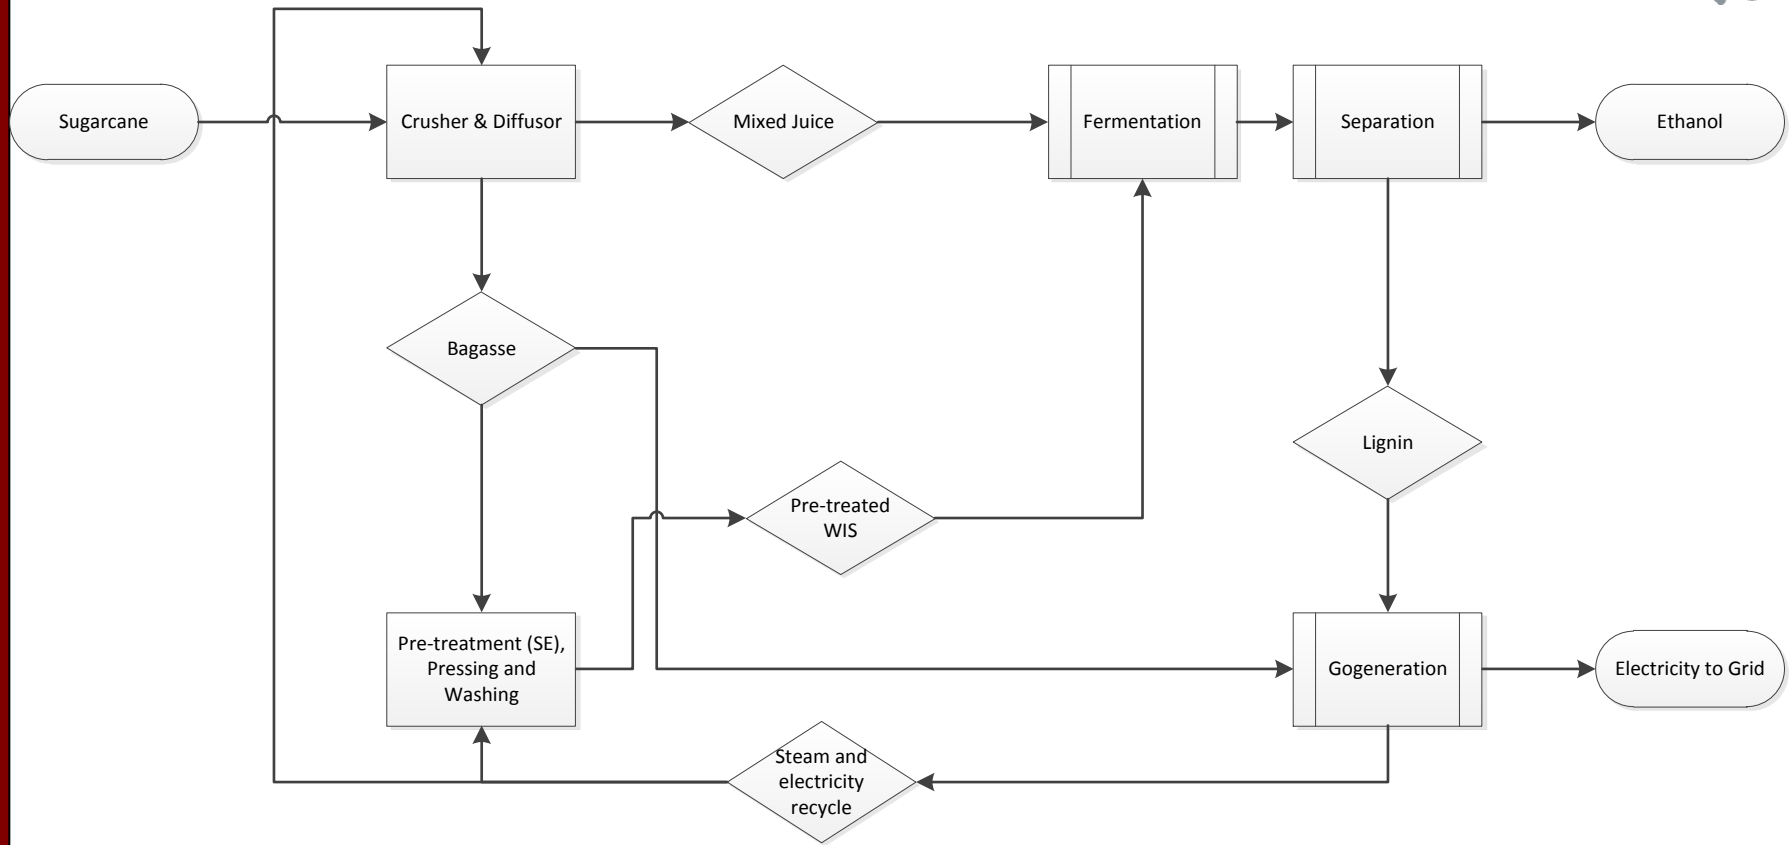 Sugarcane
Crusher & Diffusor
Mixed Juice
Fermentation
Separation
Ethanol
Bagasse
Lignin
Pre-treated
WIS
Pre-treatment (SE),
Pressing and
Washing
Gogeneration
Electricity to Grid
Steam and
electricity
recycle